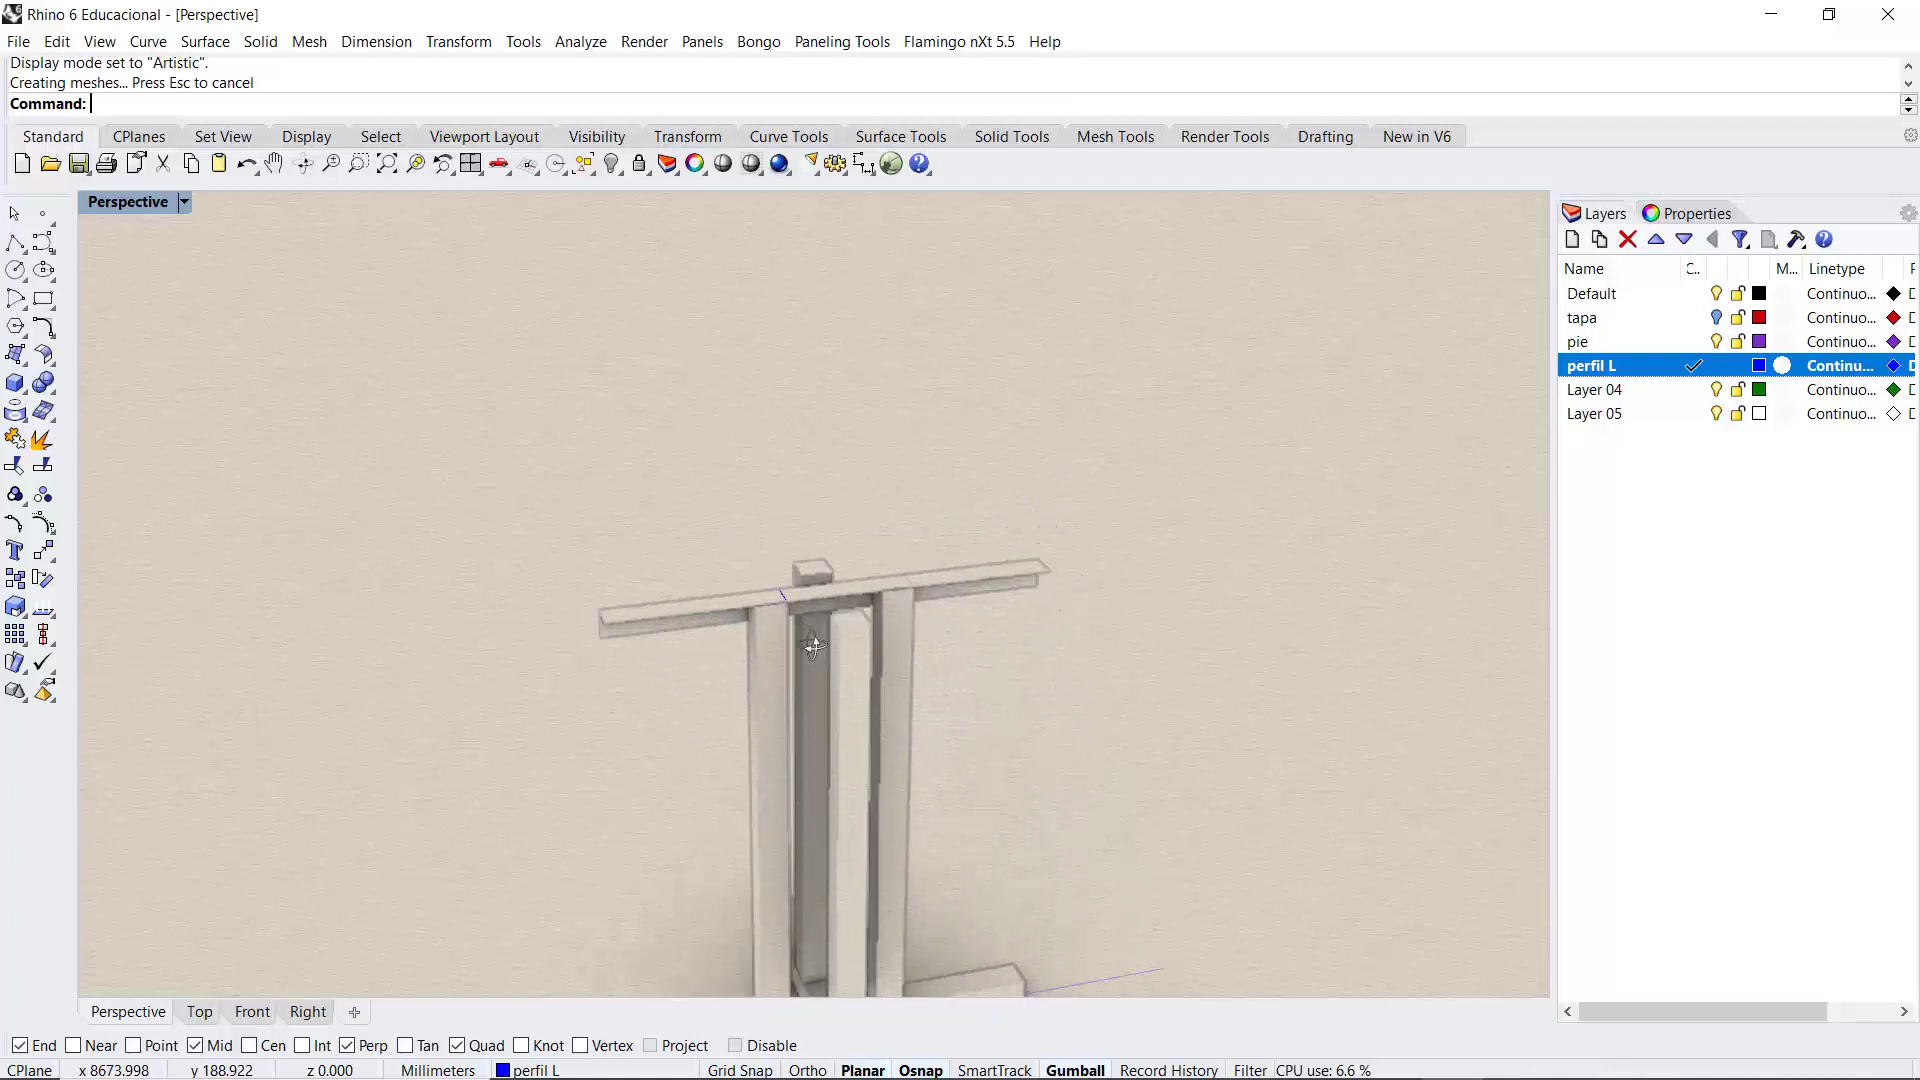 Rhino 6 Educacional - [Perspective]
File Edit View Curve Surface Solid Mesh Dimension Transform Tools Analyze Render Panels Bongo Paneling Tools Flamingo nXt 5.5 Help
Display mode set to "Artistic".
Creating meshes... Press Esc to cancel
Command:
Standard CPlanes Set View Display Select Viewport Layout Visibility Transform Curve Tools Surface Tools Solid Tools Mesh Tools Render Tools Drafting New in V6
Perspective
Layers Properties
Name C.. M... Linetype
Default Continuo...
tapa Continuo...
pie Continuo...
perfil L Continu...
Layer 04 Continuo...
Layer 05 Continuo...
Perspective Top Front Right
End Near Point Mid Cen Int Perp Tan Quad Knot Vertex Project Disable
CPlane x 8673.998 y 188.922 z 0.000 Millimeters perfil L Grid Snap Ortho Planar Osnap SmartTrack Gumball Record History Filter CPU use: 6.6 %